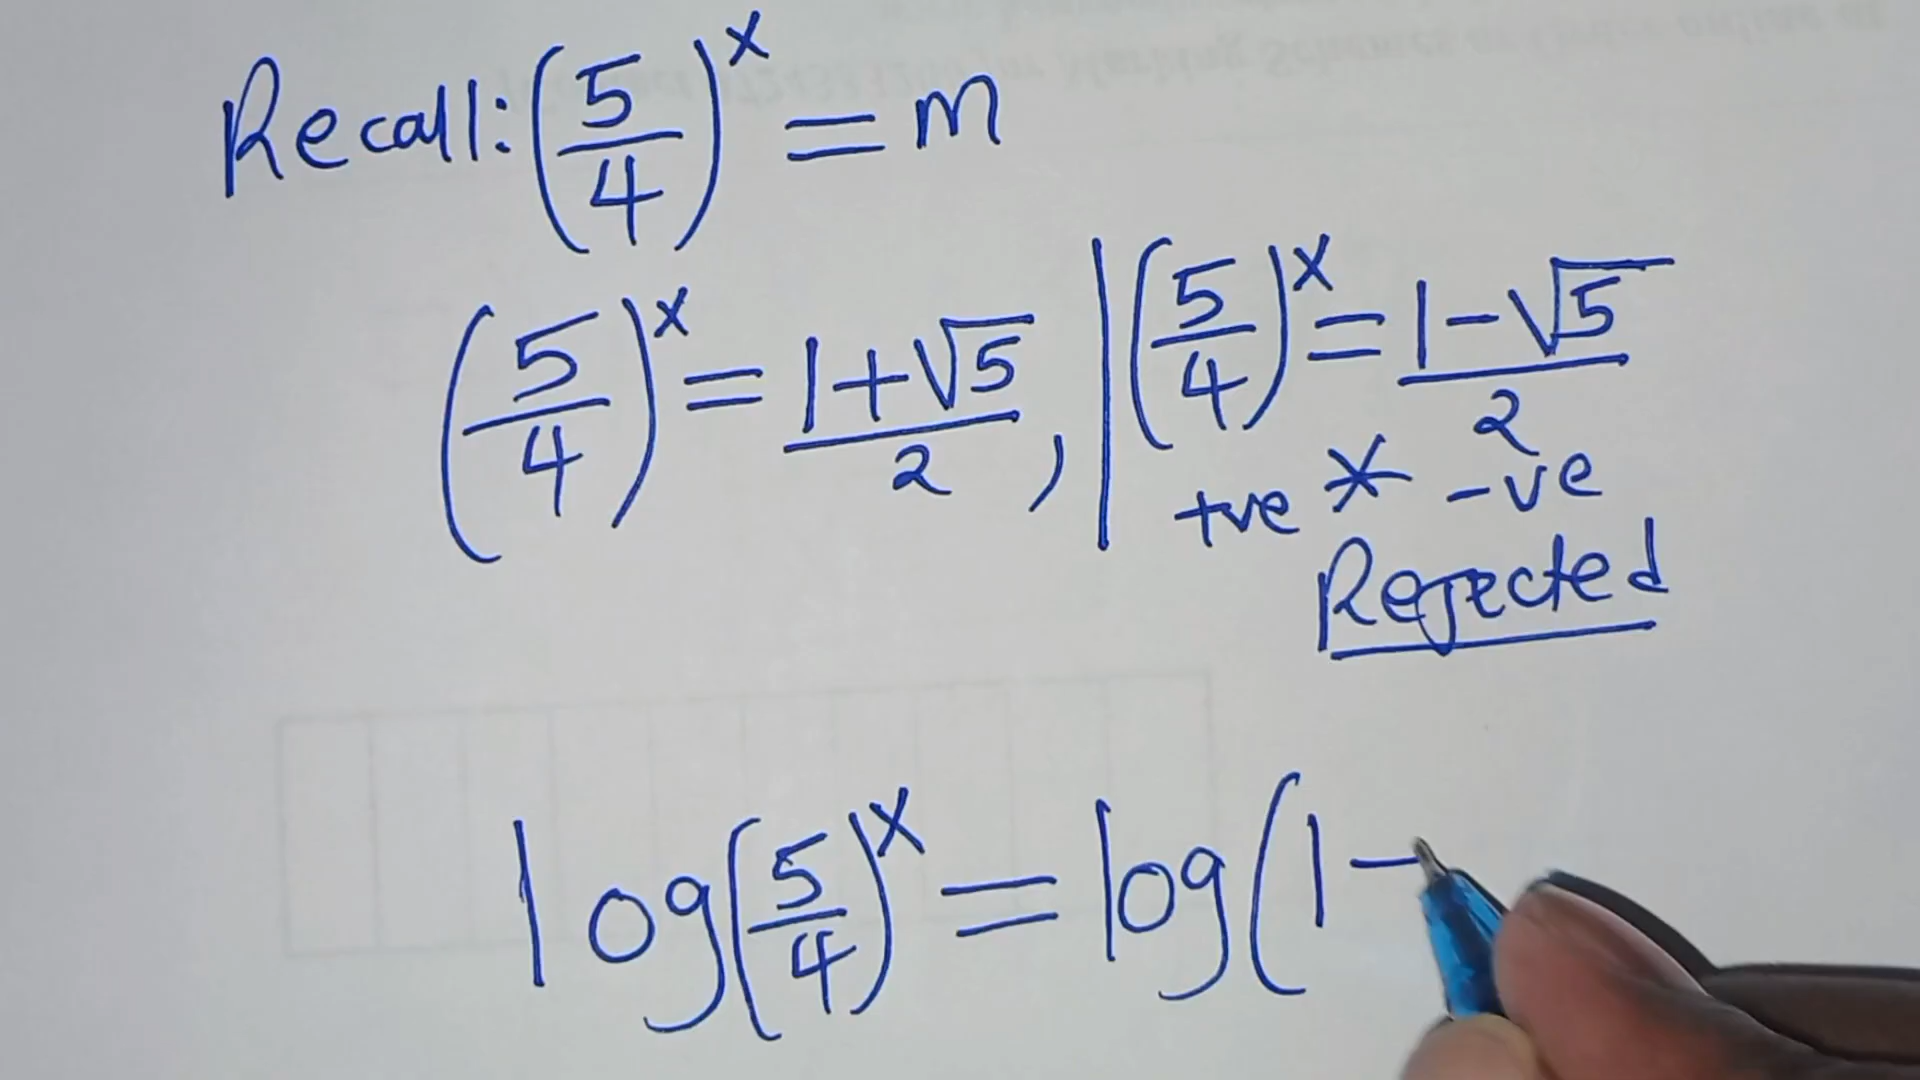 Recall: (5/4)^x = m
(5/4)^x = (1+√5)/2 , | (5/4)^x = (1-√5)/2
+ve * -ve
Rejected
log(5/4)^x = log(1 -